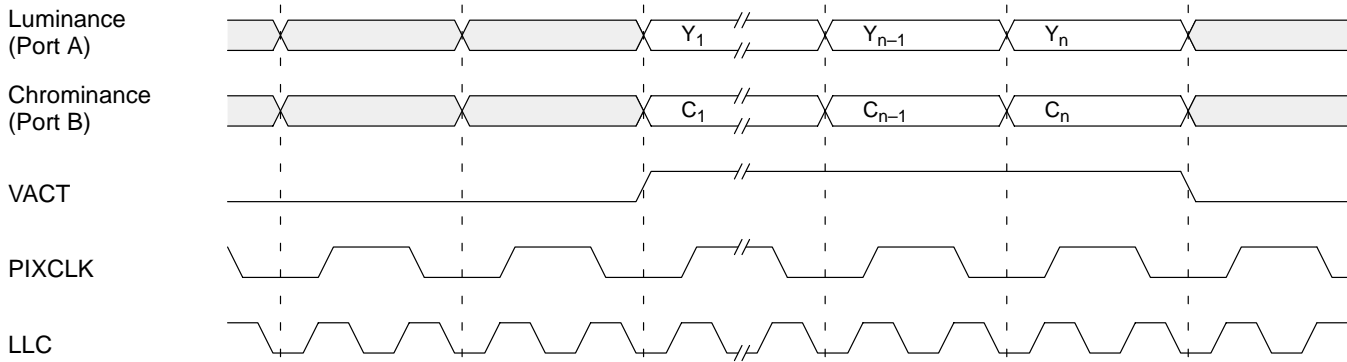 Luminance
(Port A)
Y₁ Yₙ₋₁ Yₙ
Chrominance
(Port B)
C₁ Cₙ₋₁ Cₙ
VACT
PIXCLK
LLC